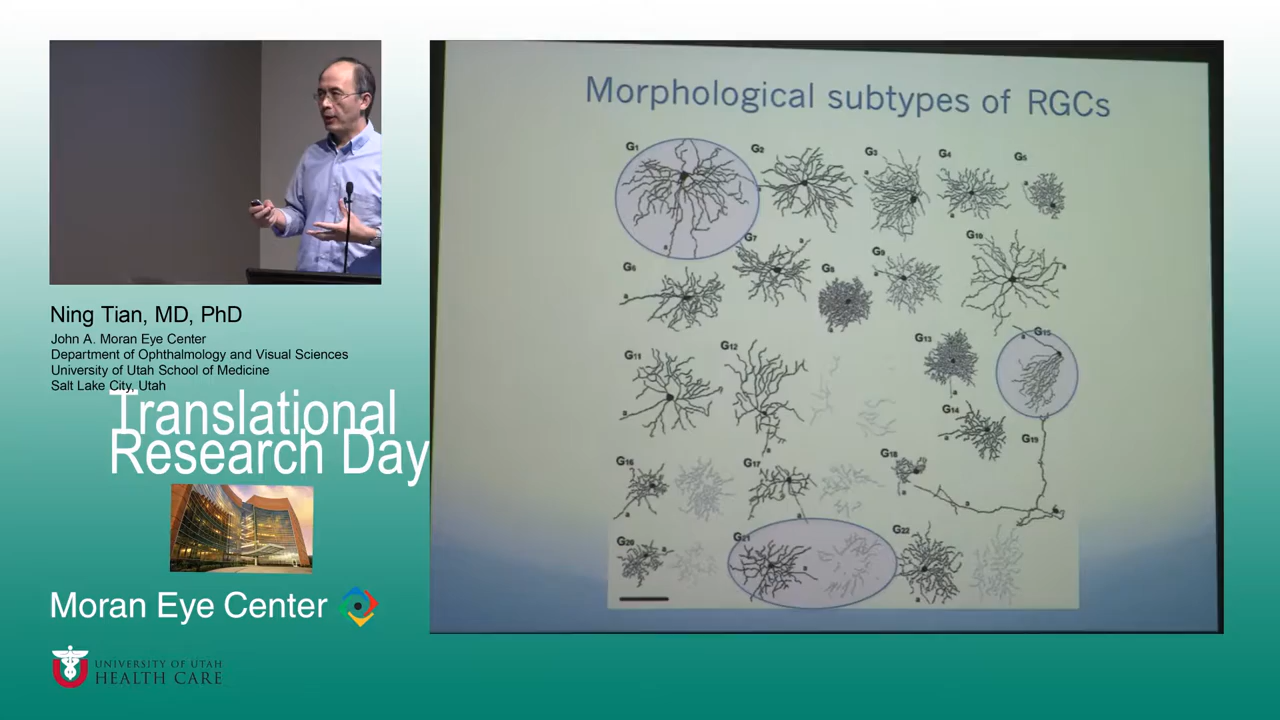 Ning Tian, MD, PhD
John A. Moran Eye Center
Department of Ophthalmology and Visual Sciences
University of Utah School of Medicine
Salt Lake City, Utah
Translational
Research Day
Moran Eye Center
UNIVERSITY OF UTAH
HEALTH CARE
Morphological subtypes of RGCs
G1 G2 G3 G4 G5
G6 G7 G8 G9 G10
G11 G12 G13 G15
G14
G16 G17 G18 G19
G20 G21 G22